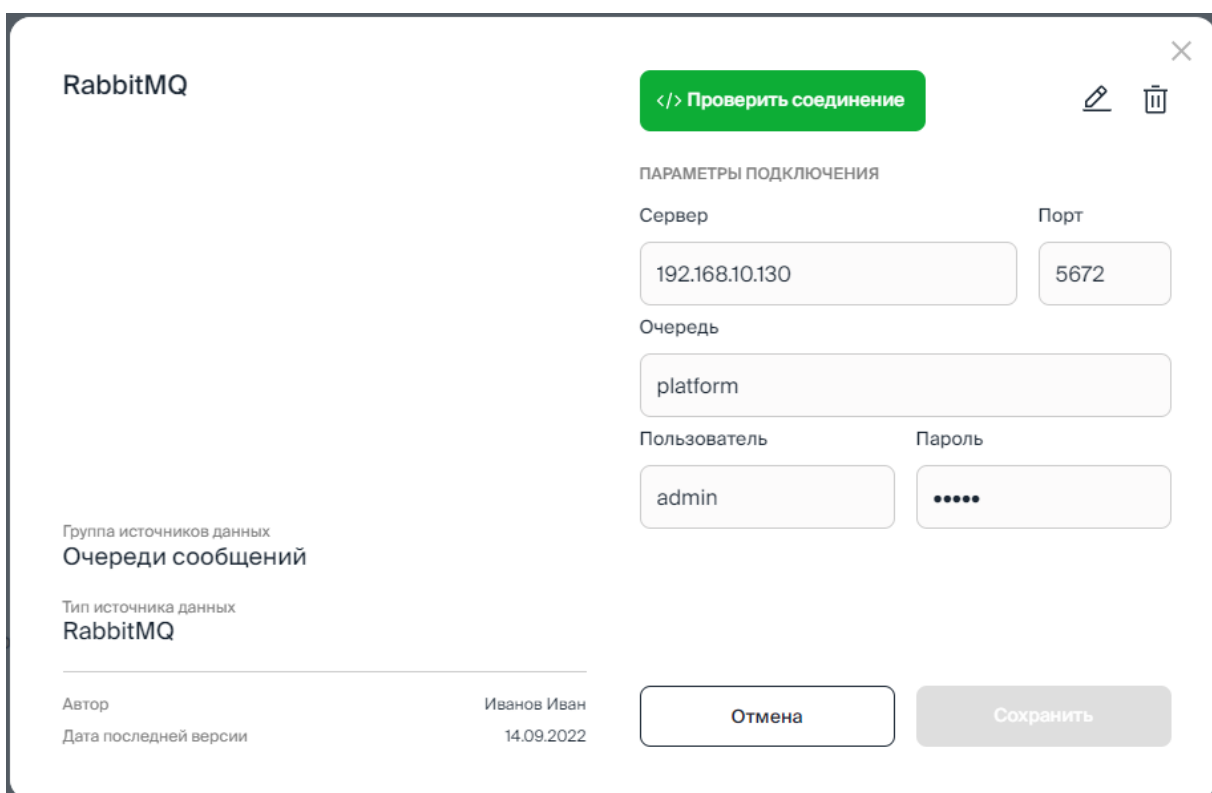 RabbitMQ
</> Проверить соединение
ПАРАМЕТРЫ ПОДКЛЮЧЕНИЯ
Сервер Порт
192.168.10.130 5672
Очередь
platform
Пользователь Пароль
admin •••••
Группа источников данных
Очереди сообщений
Тип источника данных
RabbitMQ
Автор Иванов Иван
Дата последней версии 14.09.2022
Отмена Сохранить